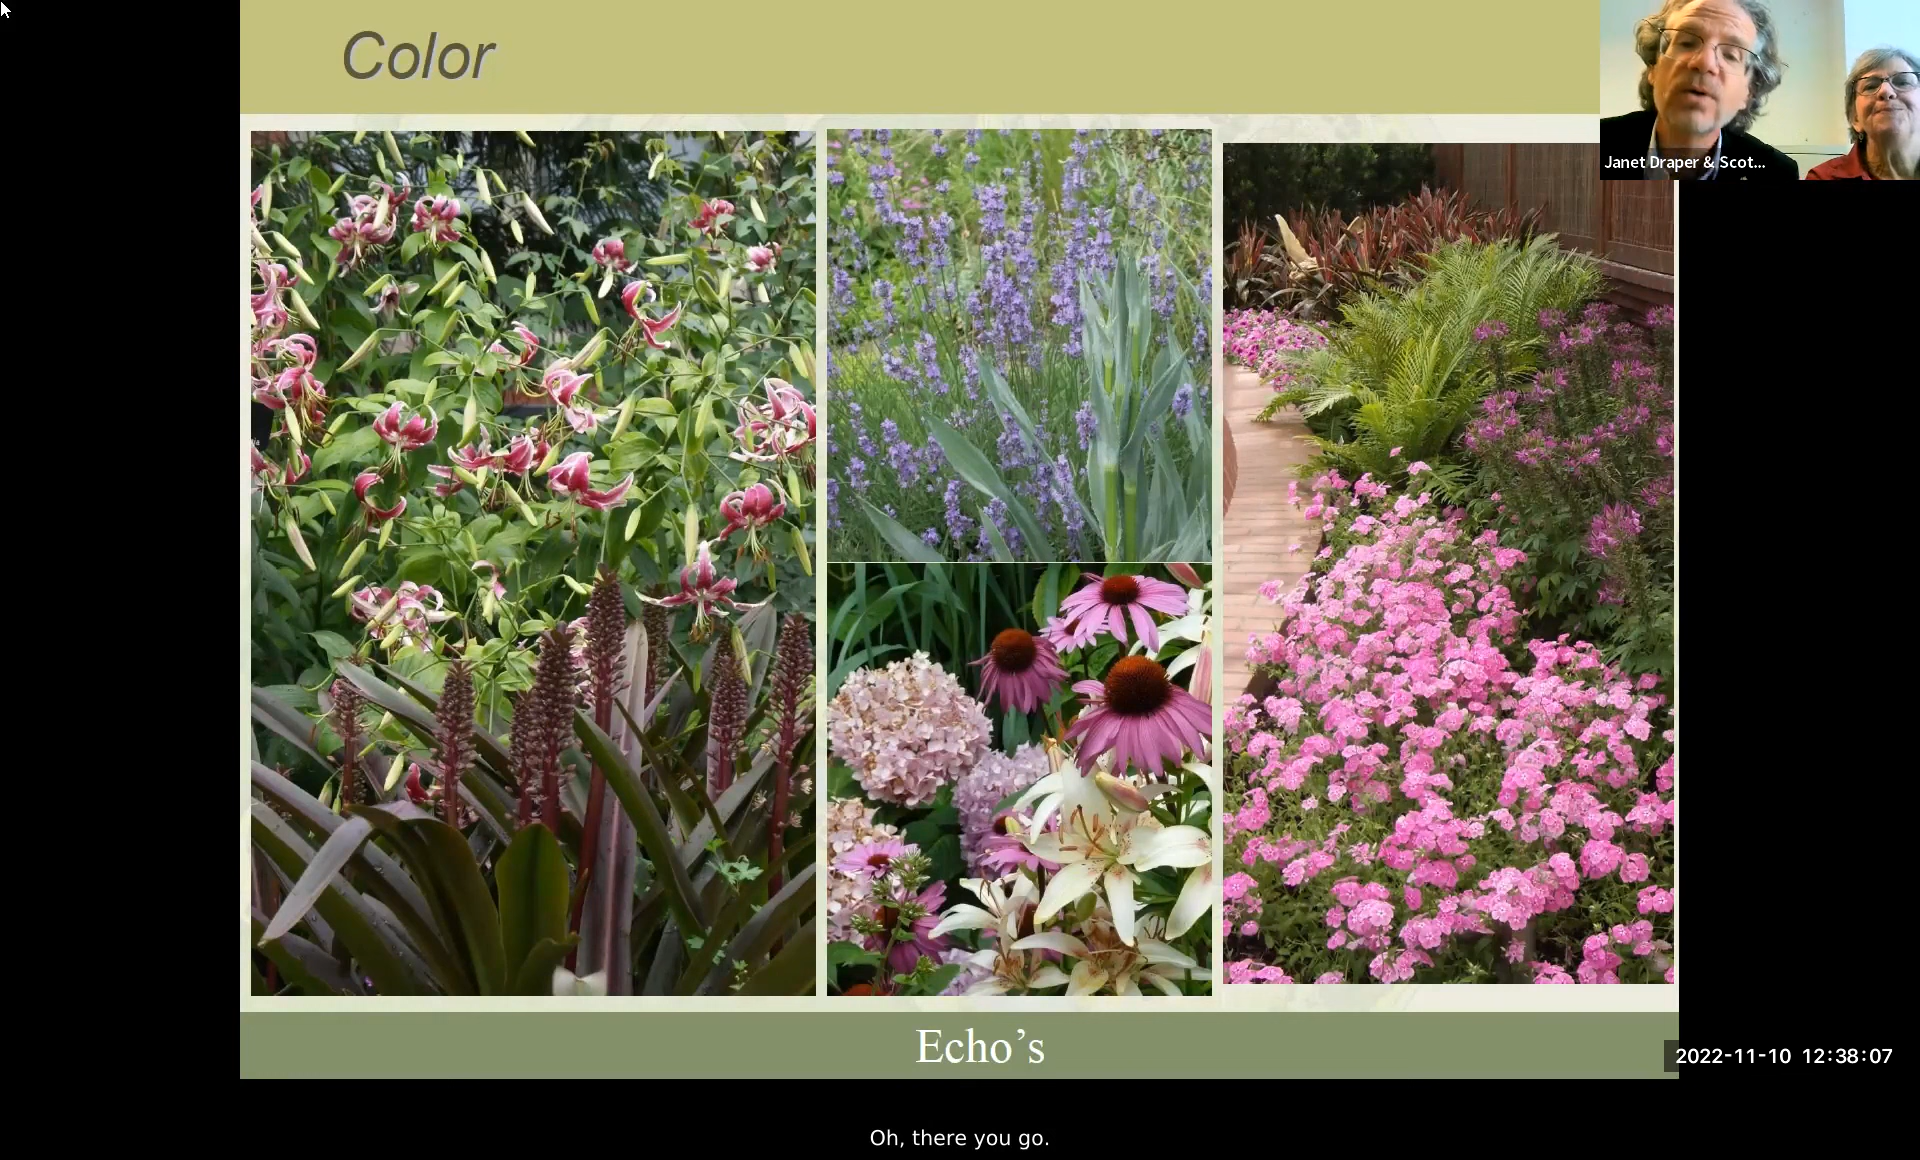 Color
Janet Draper & Scot...
Echo's
2022-11-10 12:38:07
Oh, there you go.